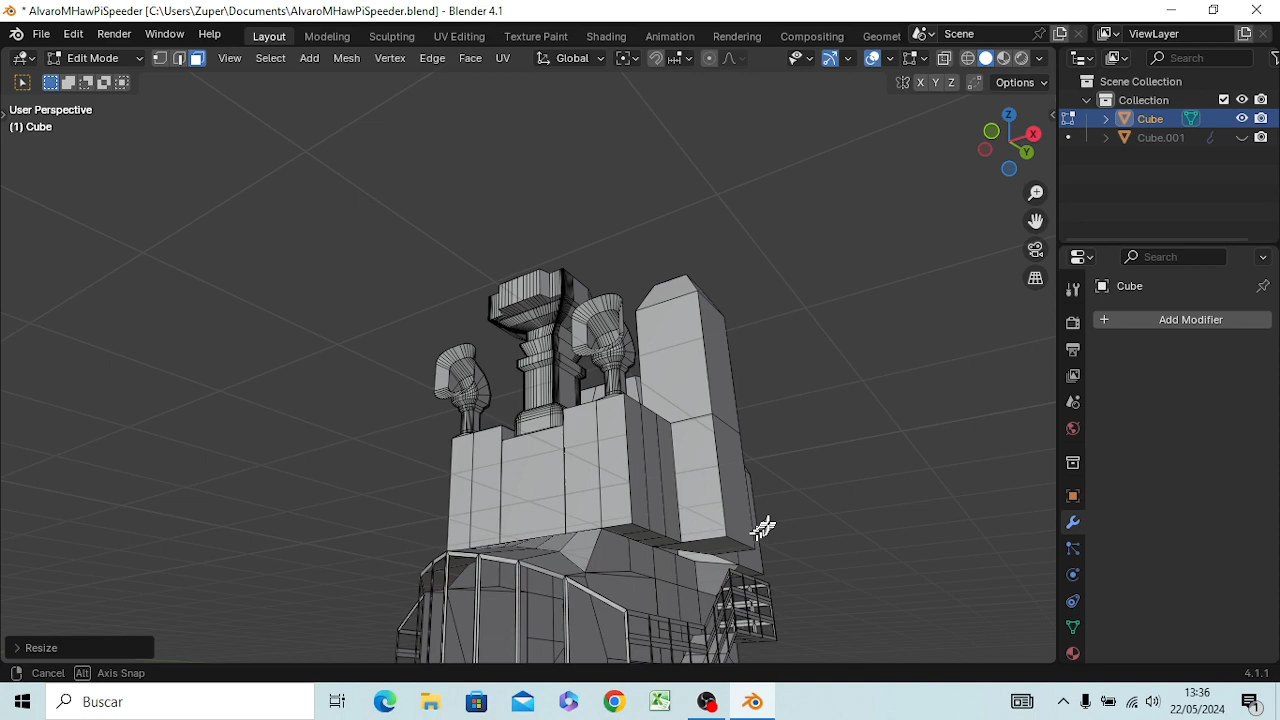 * AlvaroMHawPiSpeeder [C:\Users\Zuper\Documents\AlvaroMHawPiSpeeder.blend] - Blender 4.1
File Edit Render Window Help Layout Modeling Sculpting UV Editing Texture Paint Shading Animation Rendering Compositing Geomet Scene ViewLayer
Edit Mode View Select Add Mesh Vertex Edge Face UV Global Search
X Y Z Options
Scene Collection
Collection
Cube
Cube.001
User Perspective
(1) Cube
Z
X
Y
Search
Cube
+ Add Modifier
> Resize
Cancel Alt Axis Snap 4.1.1
Buscar
13:36
22/05/2024
1